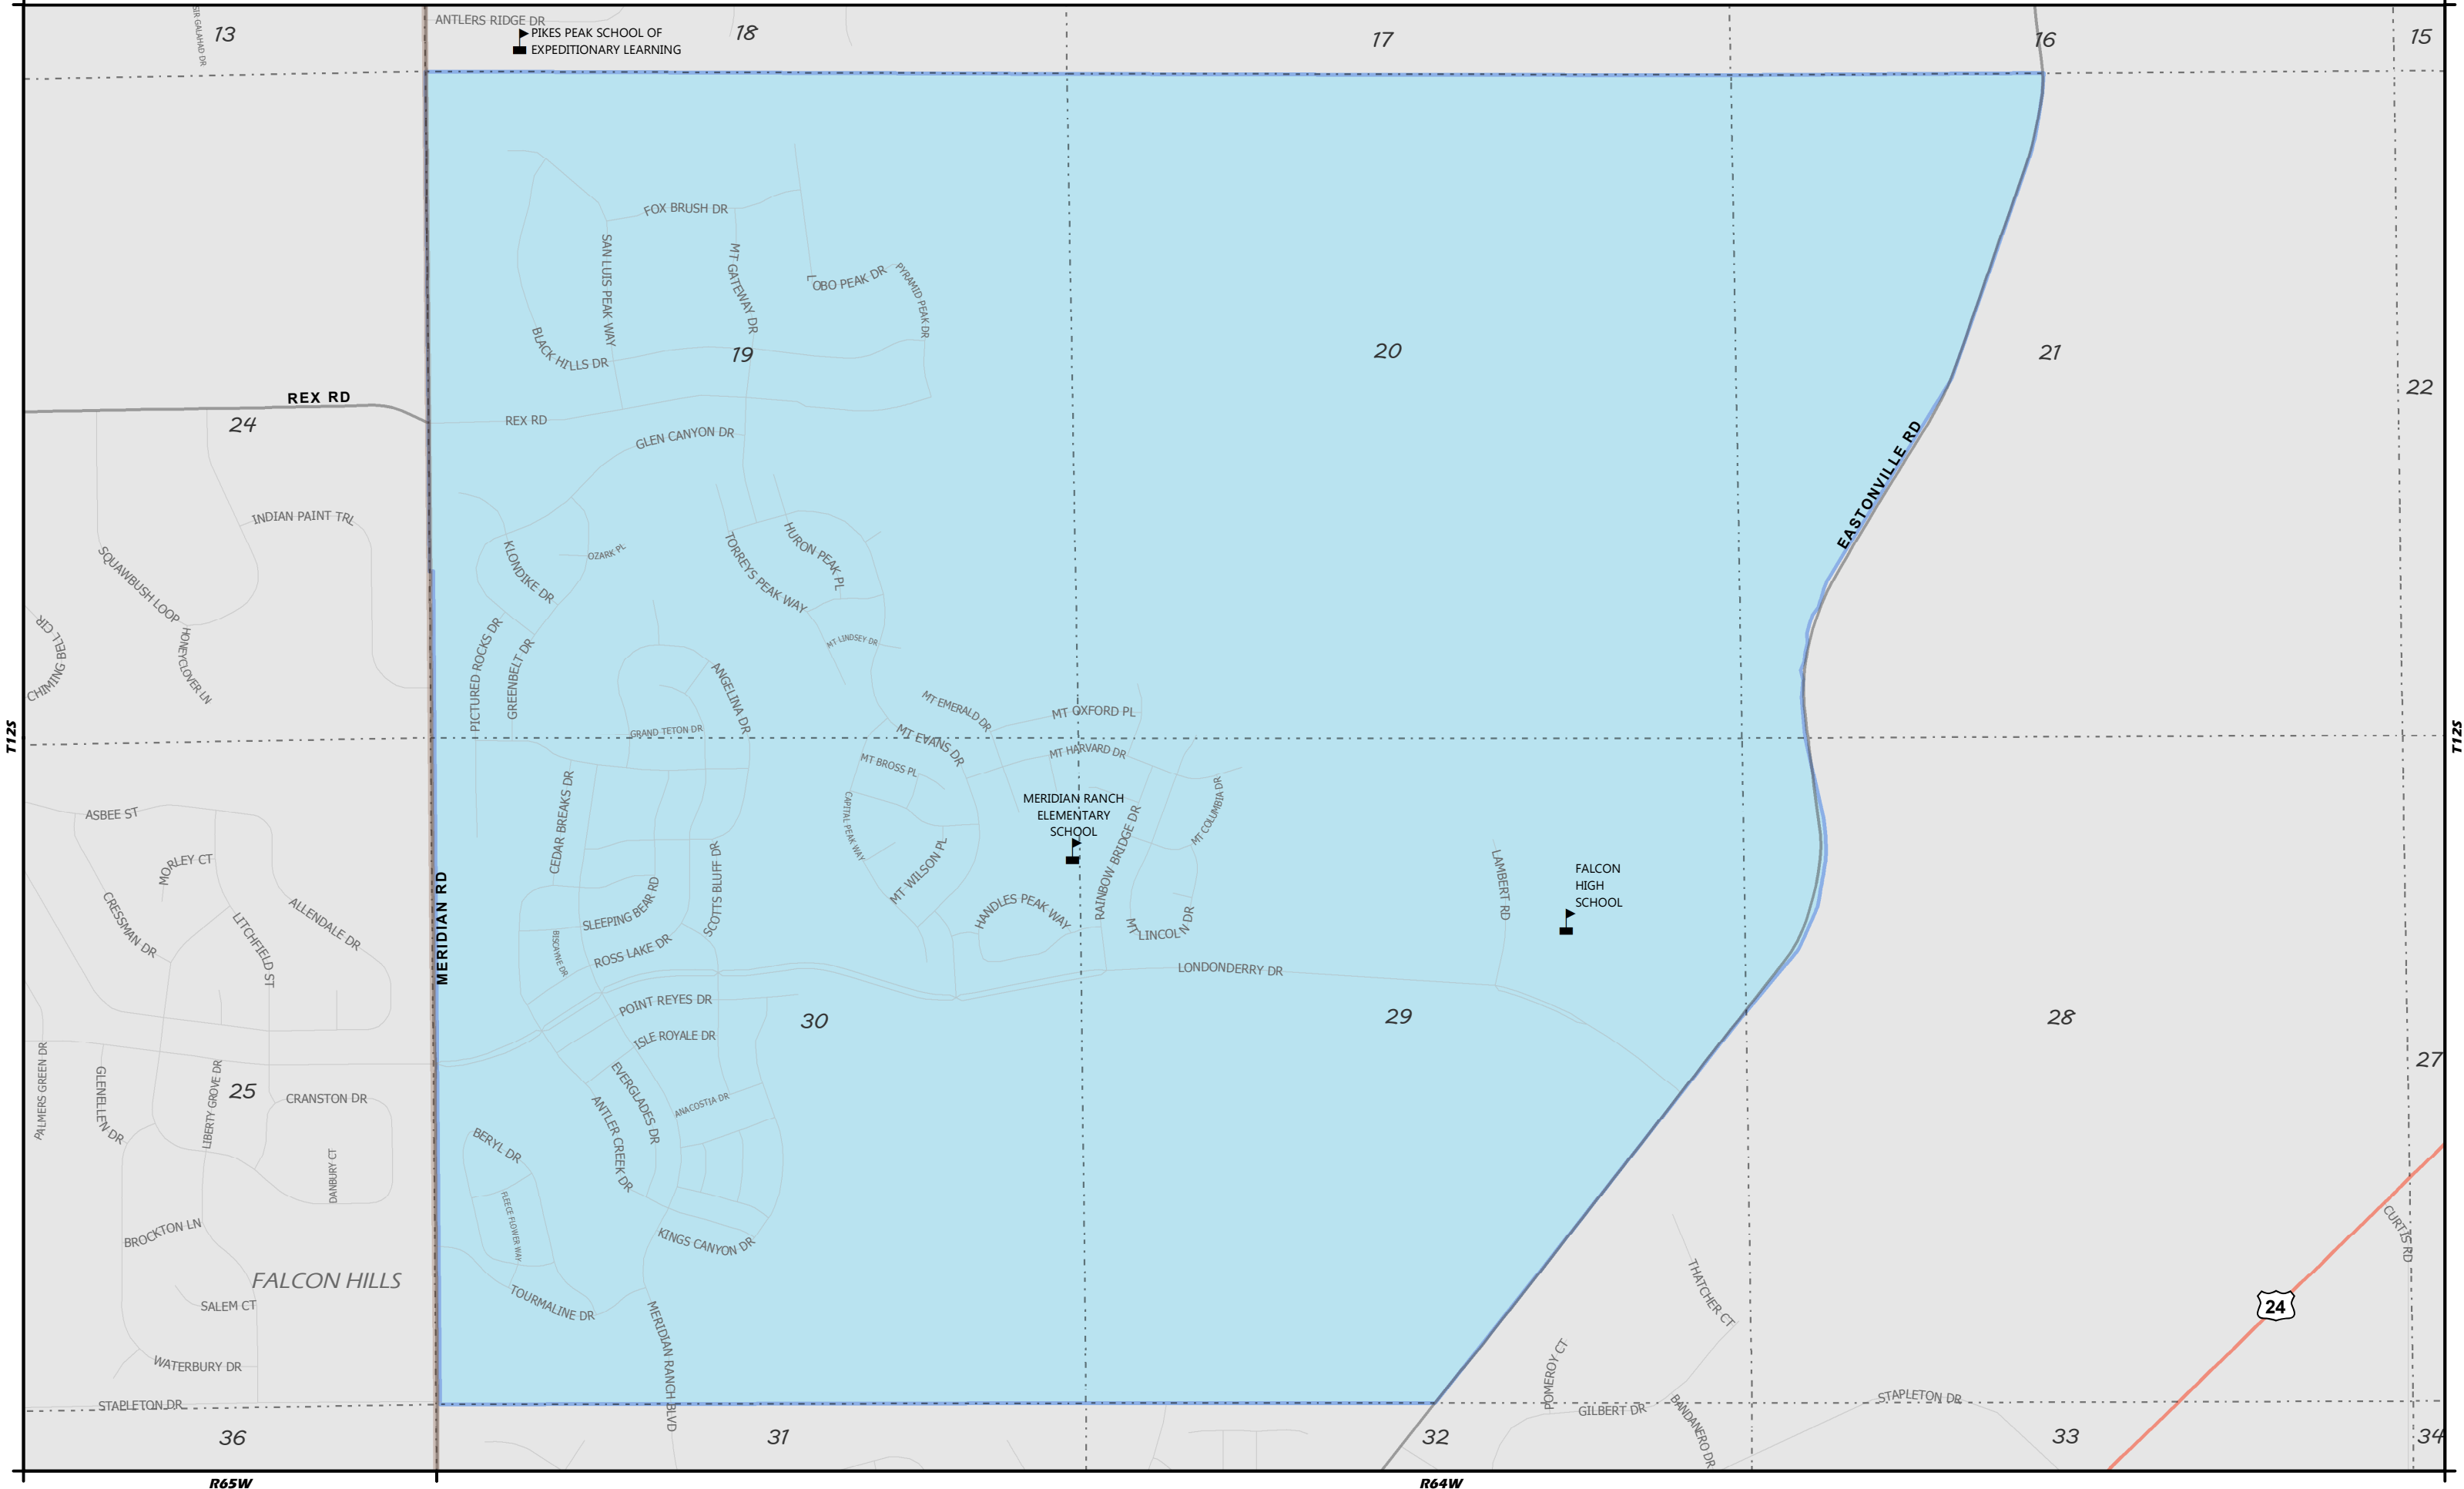 SIR GALAHAD DR
ANTLERS RIDGE DR
13
PIKES PEAK SCHOOL OF
EXPEDITIONARY LEARNING
18
17
16
15
FOX BRUSH DR
SAN LUIS PEAK WAY
MT GATEWAY DR
LOBO PEAK DR
PYRAMID PEAK DR
BLACK HILLS DR
19
20
21
22
REX RD
24
REX RD
GLEN CANYON DR
EASTONVILLE RD
INDIAN PAINT TRL
SQUAWBUSH LOOP
HONEYCLOVER LN
CHIMING BELL CIR
KLONDIKE DR
OZARK PL
TORREYS PEAK WAY
HURON PEAK PL
MT LINDSEY DR
PICTURED ROCKS DR
GREENBELT DR
ANGELINA DR
GRAND TETON DR
MT EMERALD DR
MT OXFORD PL
MT EVANS DR
MT HARVARD DR
MT BROSS PL
T12S
T12S
CAPITAL PEAK WAY
MT COLUMBIA DR
MERIDIAN RANCH
ELEMENTARY
SCHOOL
RAINBOW BRIDGE DR
CEDAR BREAKS DR
ASBEE ST
MORLEY CT
CRESSMAN DR
LITCHFIELD ST
ALLENDALE DR
MERIDIAN RD
SCOTTS BLUFF DR
SLEEPING BEAR RD
BISCAYNE DR
ROSS LAKE DR
MT WILSON PL
HANDLES PEAK WAY
MT LINCOLN DR
LAMBERT RD
FALCON
HIGH
SCHOOL
LONDONDERRY DR
POINT REYES DR
ISLE ROYALE DR
30
29
28
27
PALMERS GREEN DR
GLENELLEN DR
LIBERTY GROVE DR
25
CRANSTON DR
DANBURY CT
EVERGLADES DR
ANTLER CREEK DR
ANACOSTIA DR
BERYL DR
FLEECE FLOWER WAY
KINGS CANYON DR
BROCKTON LN
FALCON HILLS
SALEM CT
TOURMALINE DR
MERIDIAN RANCH BLVD
WATERBURY DR
STAPLETON DR
THATCHER CT
POMEROY CT
GILBERT DR
BANDANERO DR
STAPLETON DR
CURTIS RD
24
36
31
32
33
34
R65W
R64W